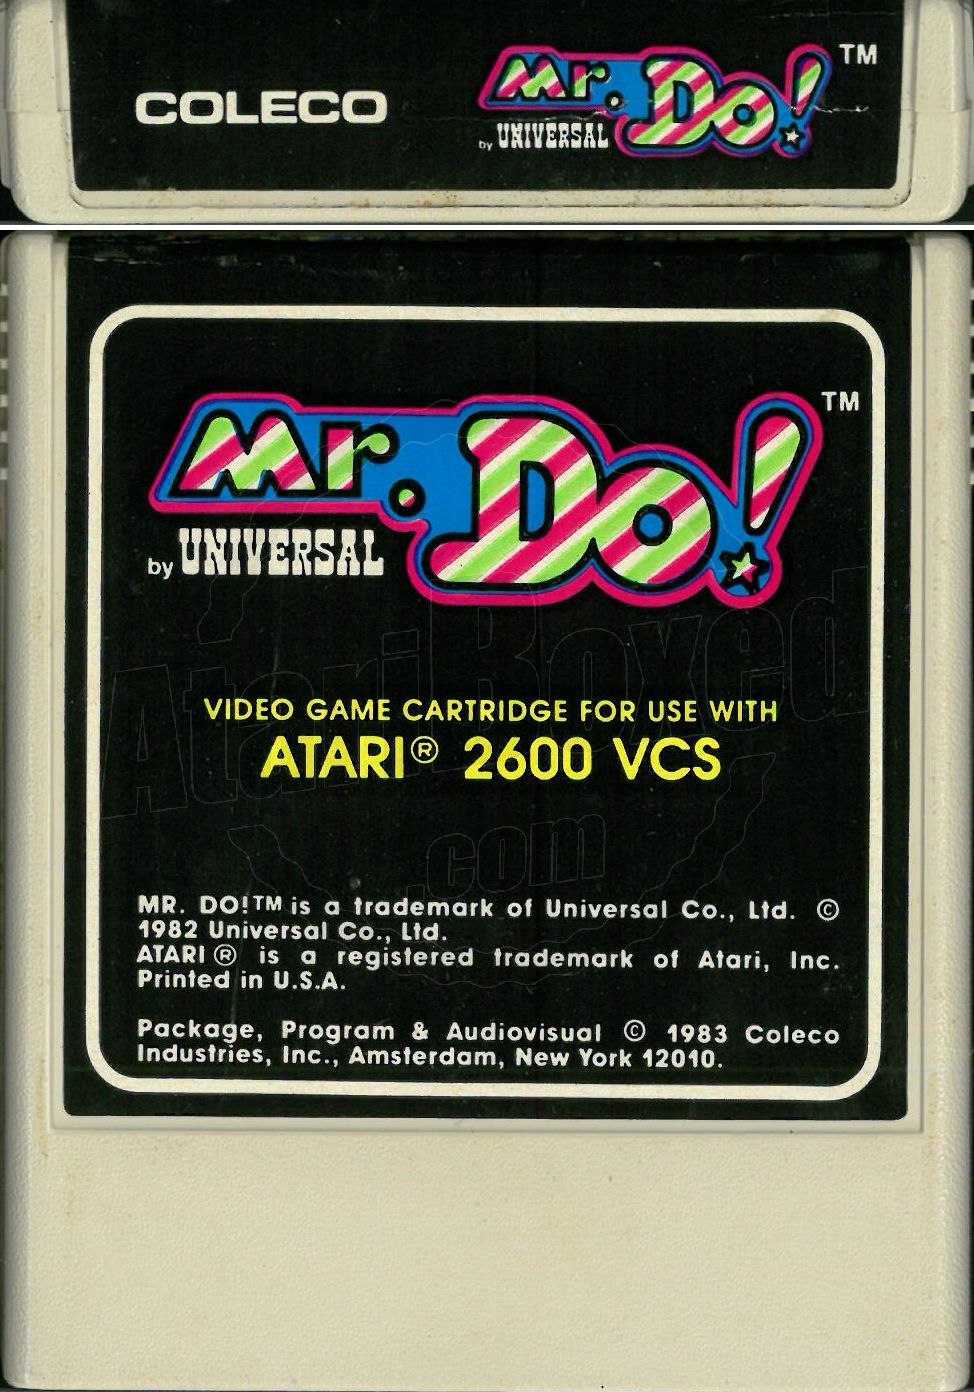 COLECO
Mr. Do! TM
by UNIVERSAL
Mr. Do! TM
by UNIVERSAL
AtariBoxed
.com
VIDEO GAME CARTRIDGE FOR USE WITH
ATARI® 2600 VCS
MR. DO!TM is a trademark of Universal Co., Ltd. ©
1982 Universal Co., Ltd.
ATARI® is a registered trademark of Atari, Inc.
Printed in U.S.A.
Package, Program & Audiovisual © 1983 Coleco
Industries, Inc., Amsterdam, New York 12010.